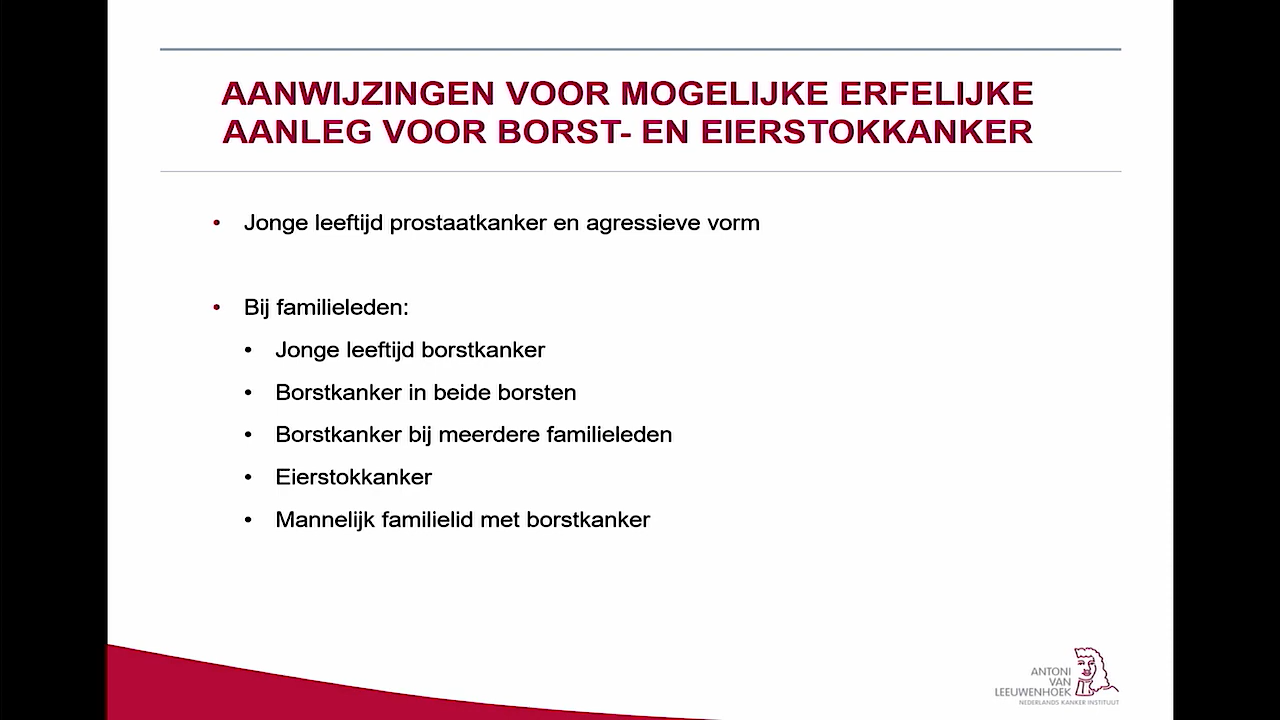 AANWIJZINGEN VOOR MOGELIJKE ERFELIJKE
AANLEG VOOR BORST- EN EIERSTOKKANKER
• Jonge leeftijd prostaatkanker en agressieve vorm
• Bij familieleden:
• Jonge leeftijd borstkanker
• Borstkanker in beide borsten
• Borstkanker bij meerdere familieleden
• Eierstokkanker
• Mannelijk familielid met borstkanker
ANTONI
VAN
LEEUWENHOEK
NEDERLANDS KANKER INSTITUUT